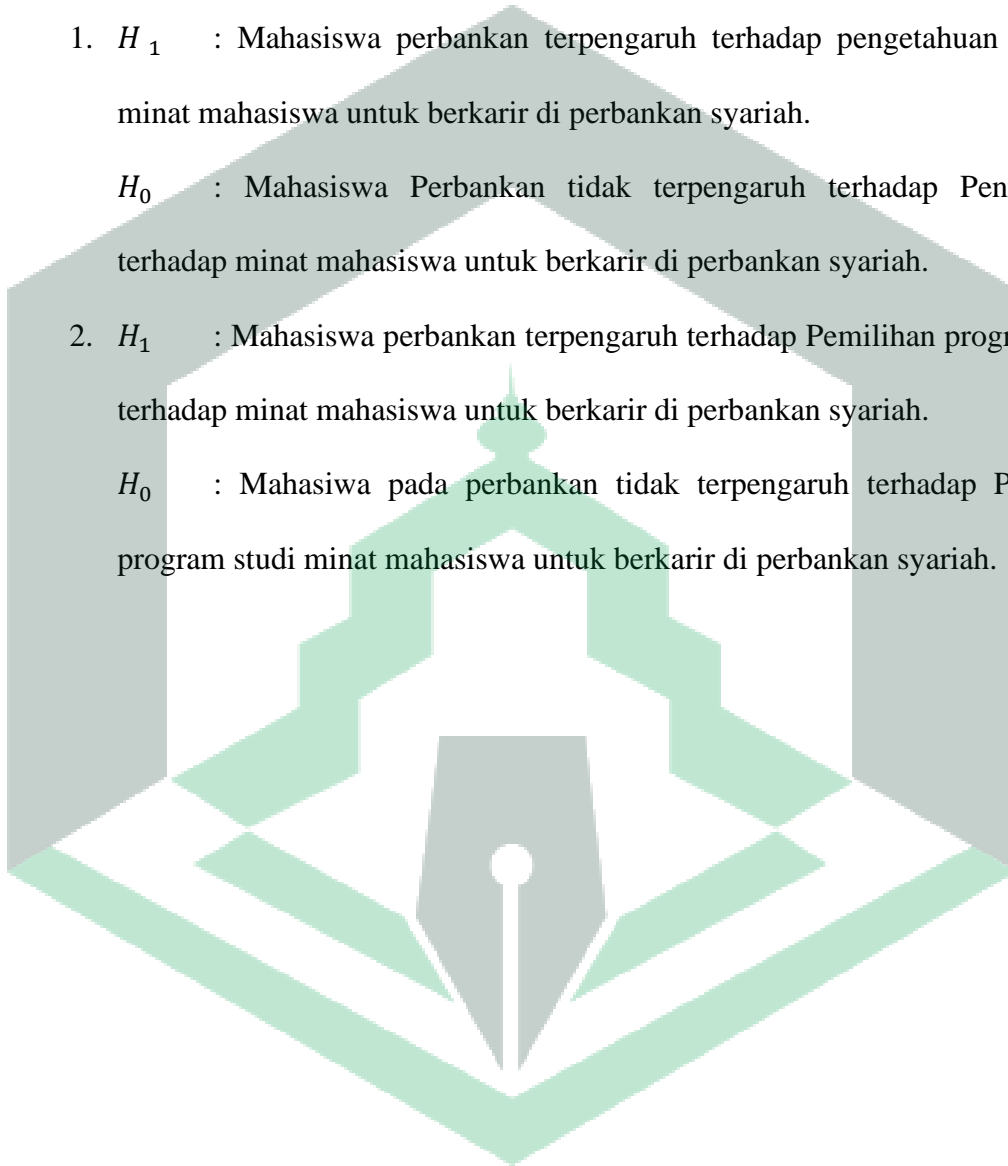 1. H₁ : Mahasiswa perbankan terpengaruh terhadap pengetahuan
minat mahasiswa untuk berkarir di perbankan syariah.
H₀ : Mahasiswa Perbankan tidak terpengaruh terhadap Pen
terhadap minat mahasiswa untuk berkarir di perbankan syariah.
2. H₁ : Mahasiswa perbankan terpengaruh terhadap Pemilihan progr
terhadap minat mahasiswa untuk berkarir di perbankan syariah.
H₀ : Mahasiwa pada perbankan tidak terpengaruh terhadap P
program studi minat mahasiswa untuk berkarir di perbankan syariah.